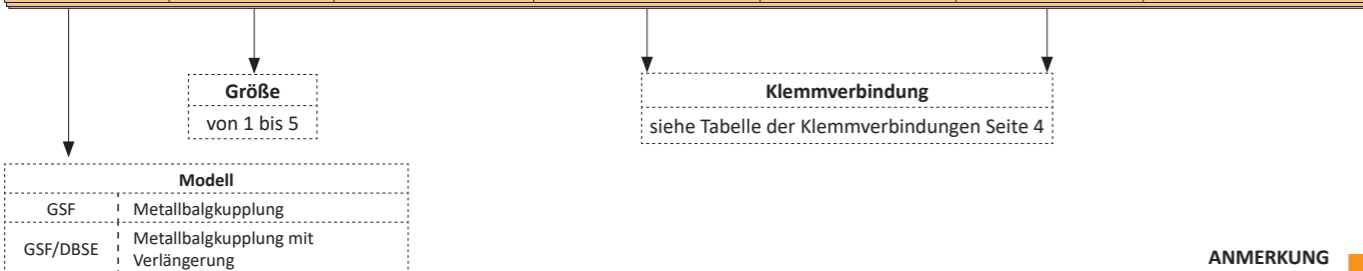 Größe
von 1 bis 5
Klemmverbindung
siehe Tabelle der Klemmverbindungen Seite 4
Modell
GSF Metallbalgkupplung
GSF/DBSE Metallbalgkupplung mit
Verlängerung
ANMERKUNG